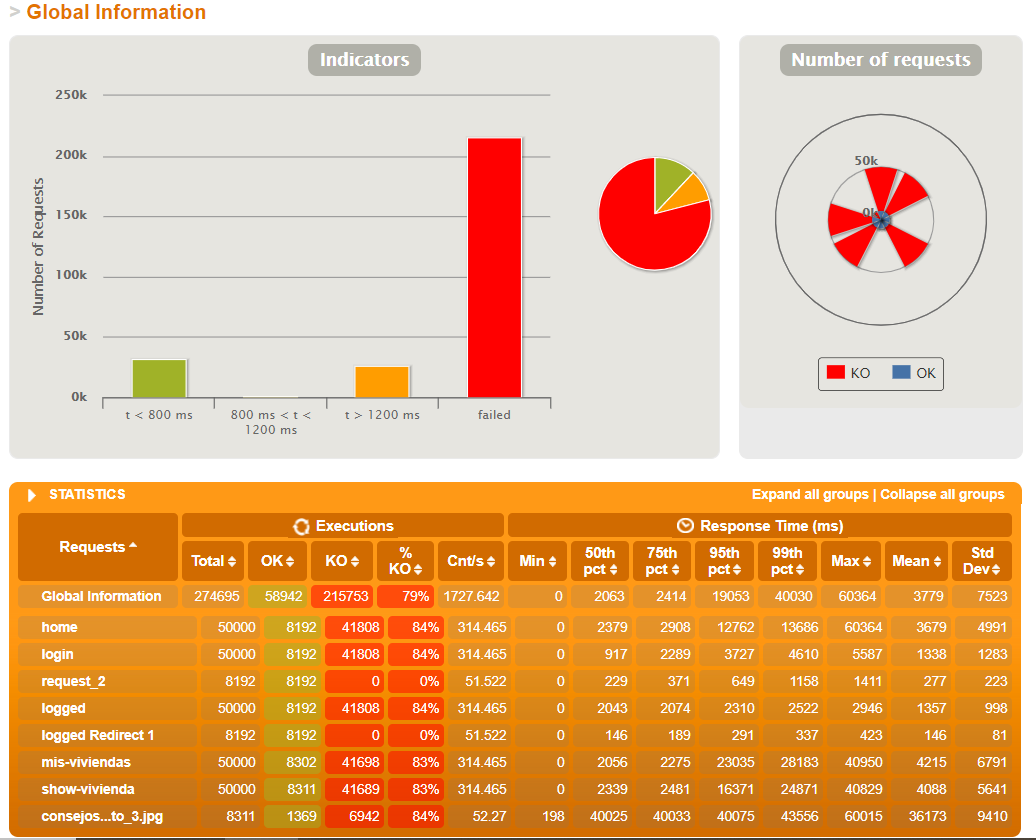 > Global Information
Indicators
Number of requests
250k
200k
150k
100k
50k
0k
Number of Requests
t < 800 ms
800 ms < t <
1200 ms
t > 1200 ms
failed
50k
0k
KO OK
STATISTICS Expand all groups | Collapse all groups
Requests Executions Response Time (ms)
Total OK KO % KO Cnt/s Min 50th pct 75th pct 95th pct 99th pct Max Mean Std Dev
Global Information 274695 58942 215753 79% 1727.642 0 2063 2414 19053 40030 60364 3779 7523
home 50000 8192 41808 84% 314.465 0 2379 2908 12762 13686 60364 3679 4991
login 50000 8192 41808 84% 314.465 0 917 2289 3727 4610 5587 1338 1283
request_2 8192 8192 0 0% 51.522 0 229 371 649 1158 1411 277 223
logged 50000 8192 41808 84% 314.465 0 2043 2074 2310 2522 2946 1357 998
logged Redirect 1 8192 8192 0 0% 51.522 0 146 189 291 337 423 146 81
mis-viviendas 50000 8302 41698 83% 314.465 0 2056 2275 23035 28183 40950 4215 6791
show-vivienda 50000 8311 41689 83% 314.465 0 2339 2481 16371 24871 40829 4088 5641
consejos...to_3.jpg 8311 1369 6942 84% 52.27 198 40025 40033 40075 43556 60015 36173 9410